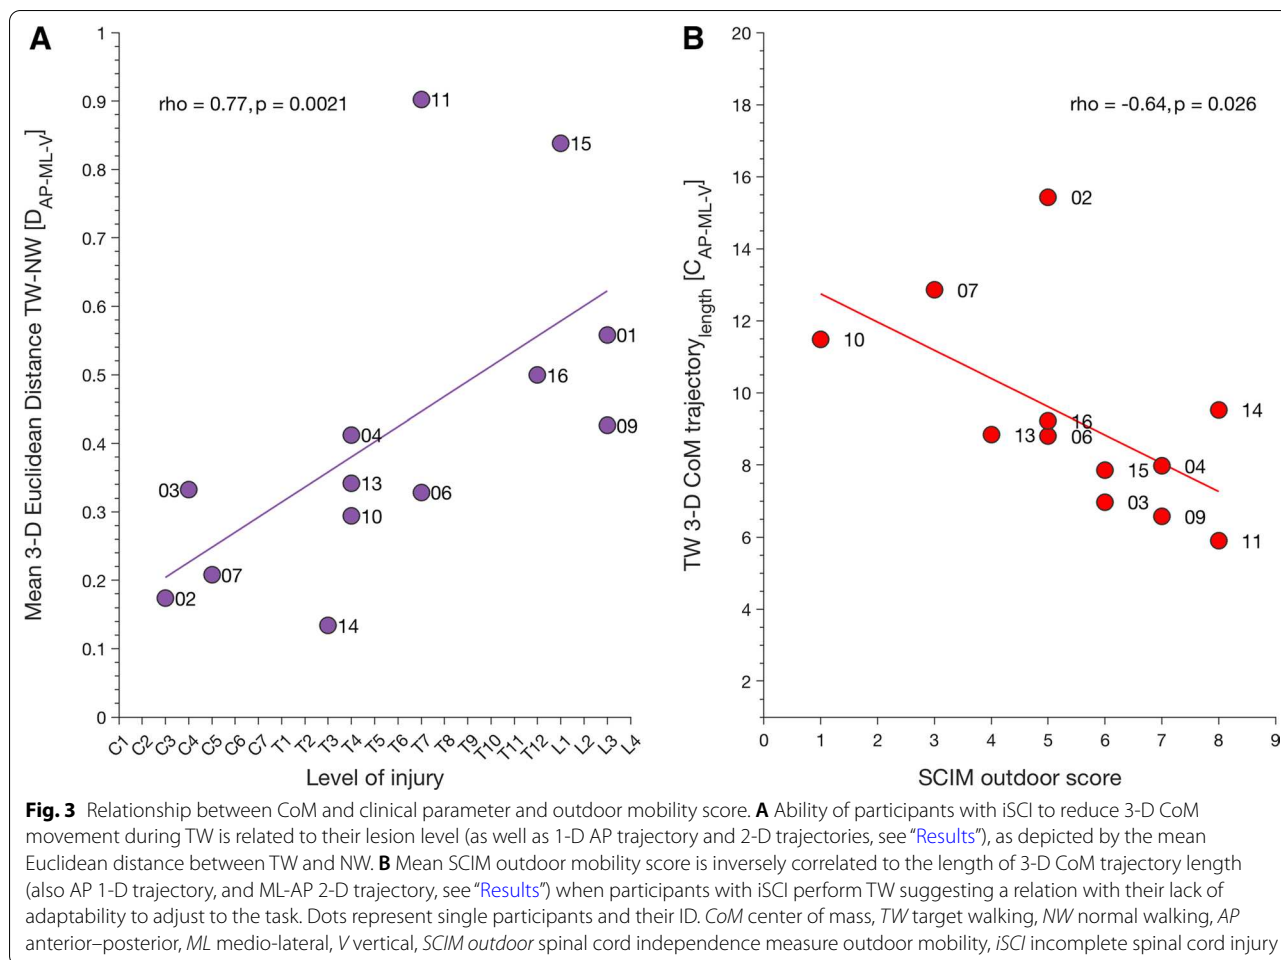 A
rho = 0.77, p = 0.0021
Mean 3-D Euclidean Distance TW-NW [D_AP-ML-V]
1
0.9
0.8
0.7
0.6
0.5
0.4
0.3
0.2
0.1
0
11
15
01
16
09
04
03
13
06
10
07
02
14
C1 C2 C3 C4 C5 C6 C7 T1 T2 T3 T4 T5 T6 T7 T8 T9 T10 T11 T12 L1 L2 L3 L4
Level of injury
B
rho = -0.64, p = 0.026
TW 3-D CoM trajectory_length [C_AP-ML-V]
20
18
16
14
12
10
8
6
4
2
02
07
10
14
16
13
06
15
04
03
09
11
0 1 2 3 4 5 6 7 8 9
SCIM outdoor score
Fig. 3 Relationship between CoM and clinical parameter and outdoor mobility score. A Ability of participants with iSCI to reduce 3-D CoM
movement during TW is related to their lesion level (as well as 1-D AP trajectory and 2-D trajectories, see “Results”), as depicted by the mean
Euclidean distance between TW and NW. B Mean SCIM outdoor mobility score is inversely correlated to the length of 3-D CoM trajectory length
(also AP 1-D trajectory, and ML-AP 2-D trajectory, see “Results”) when participants with iSCI perform TW suggesting a relation with their lack of
adaptability to adjust to the task. Dots represent single participants and their ID. CoM center of mass, TW target walking, NW normal walking, AP
anterior–posterior, ML medio-lateral, V vertical, SCIM outdoor spinal cord independence measure outdoor mobility, iSCI incomplete spinal cord injury